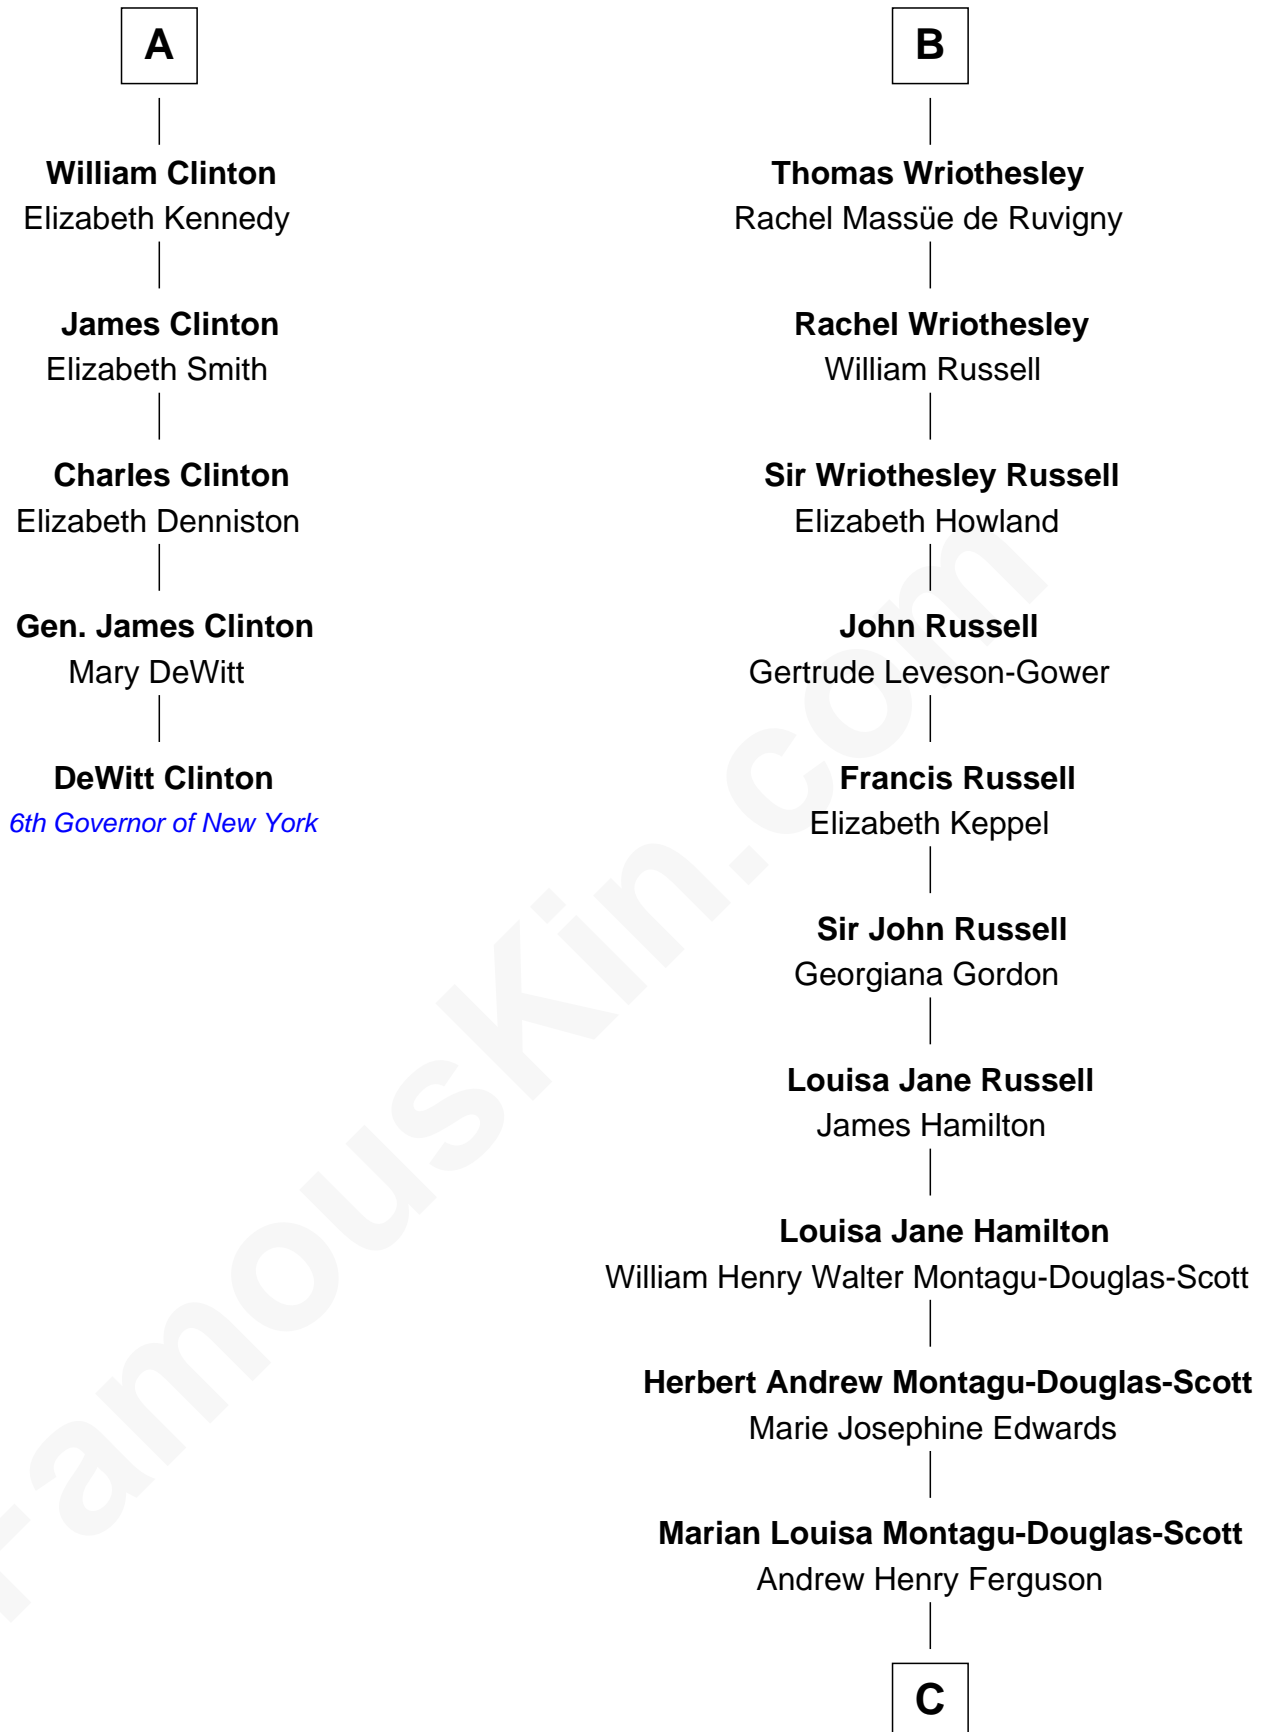 A
William Clinton
Elizabeth Kennedy
James Clinton
Elizabeth Smith
Charles Clinton
Elizabeth Denniston
Gen. James Clinton
Mary DeWitt
DeWitt Clinton
6th Governor of New York
B
Thomas Wriothesley
Rachel Massüe de Ruvigny
Rachel Wriothesley
William Russell
Sir Wriothesley Russell
Elizabeth Howland
John Russell
Gertrude Leveson-Gower
Francis Russell
Elizabeth Keppel
Sir John Russell
Georgiana Gordon
Louisa Jane Russell
James Hamilton
Louisa Jane Hamilton
William Henry Walter Montagu-Douglas-Scott
Herbert Andrew Montagu-Douglas-Scott
Marie Josephine Edwards
Marian Louisa Montagu-Douglas-Scott
Andrew Henry Ferguson
C
FamousKin.com